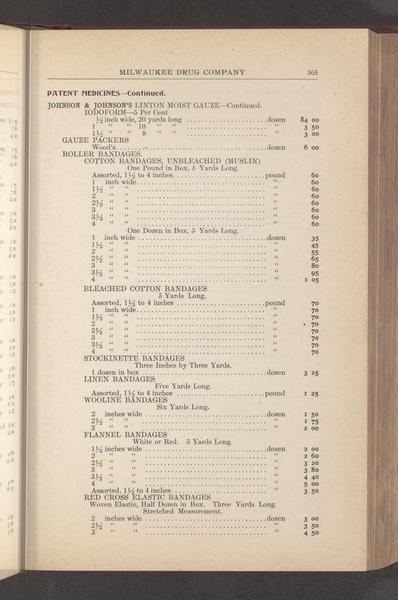 MILWAUKEE DRUG COMPANY 365
PATENT MEDICINES—Continued.
JOHNSON & JOHNSON'S LINTON MOIST GAUZE—Continued.
IODOFORM—5 Per Cent
½ inch wide, 20 yards long dozen $4 00
1 " " 10 " " " 3 50
1½ " " 8 " " " 3 00
GAUZE PACKERS
Wood's dozen 6 00
ROLLER BANDAGES.
COTTON BANDAGES, UNBLEACHED (MUSLIN)
One Pound in Box, 5 Yards Long.
Assorted, 1½ to 4 inches pound 60
1 inch wide " 60
1½ " " " 60
2 " " " 60
2½ " " " 60
3 " " " 60
3½ " " " 60
4 " " " 60
One Dozen in Box, 5 Yards Long.
1 inch wide dozen 35
1½ " " " 45
2 " " " 55
2½ " " " 65
3 " " " 80
3½ " " " 95
4 " " " 1 05
BLEACHED COTTON BANDAGES
5 Yards Long.
Assorted, 1½ to 4 inches pound 70
1 inch wide " 70
1½ " " " 70
2 " " " 70
2½ " " " 70
3 " " " 70
3½ " " " 70
4 " " " 70
STOCKINETTE BANDAGES
Three Inches by Three Yards.
1 dozen in box dozen 3 25
LINEN BANDAGES
Five Yards Long.
Assorted, 1½ to 4 inches pound 1 25
WOOLINE BANDAGES
Six Yards Long.
2 inches wide dozen 1 50
2½ " " " 1 75
3 " " " 2 00
FLANNEL BANDAGES
White or Red. 5 Yards Long.
1½ inches wide dozen 2 00
2 " " " 2 60
2½ " " " 3 20
3 " " " 3 80
3½ " " " 4 40
4 " " " 5 00
Assorted, 1½ to 4 inches " 3 50
RED CROSS ELASTIC BANDAGES
Woven Elastic, Half Dozen in Box. Three Yards Long.
Stretched Measurement.
2 inches wide dozen 3 00
2½ " " " 3 50
3 " " " 4 50